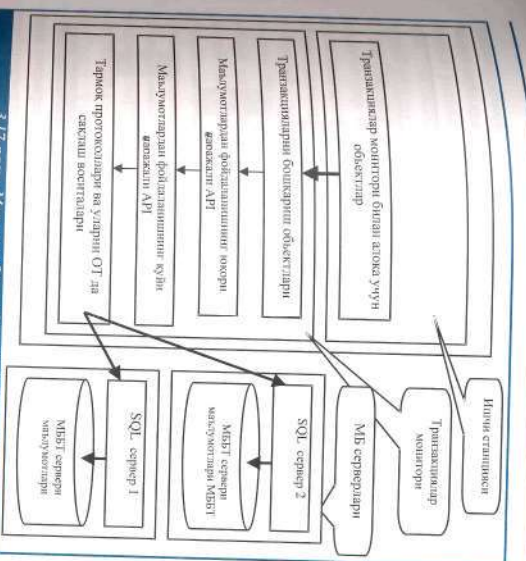 Транзакциялар монитори билан алоқа учун
объектлар
Транзакцияларни бошқариш объектлари
Маълумотлардан фойдаланишнинг юқори
даражали API
Маълумотлардан фойдаланишнинг қуйи
даражали API
Тармоқ протоколлари ва уларни ОТ да
сақлаш воситалари
Ишчи станцияси
Транзакциялар
монитори
МБ серверлари
SQL сервер 2
МББТ сервери
маълумотлари МББТ
SQL сервер 1
МББТ сервери
маълумотлари